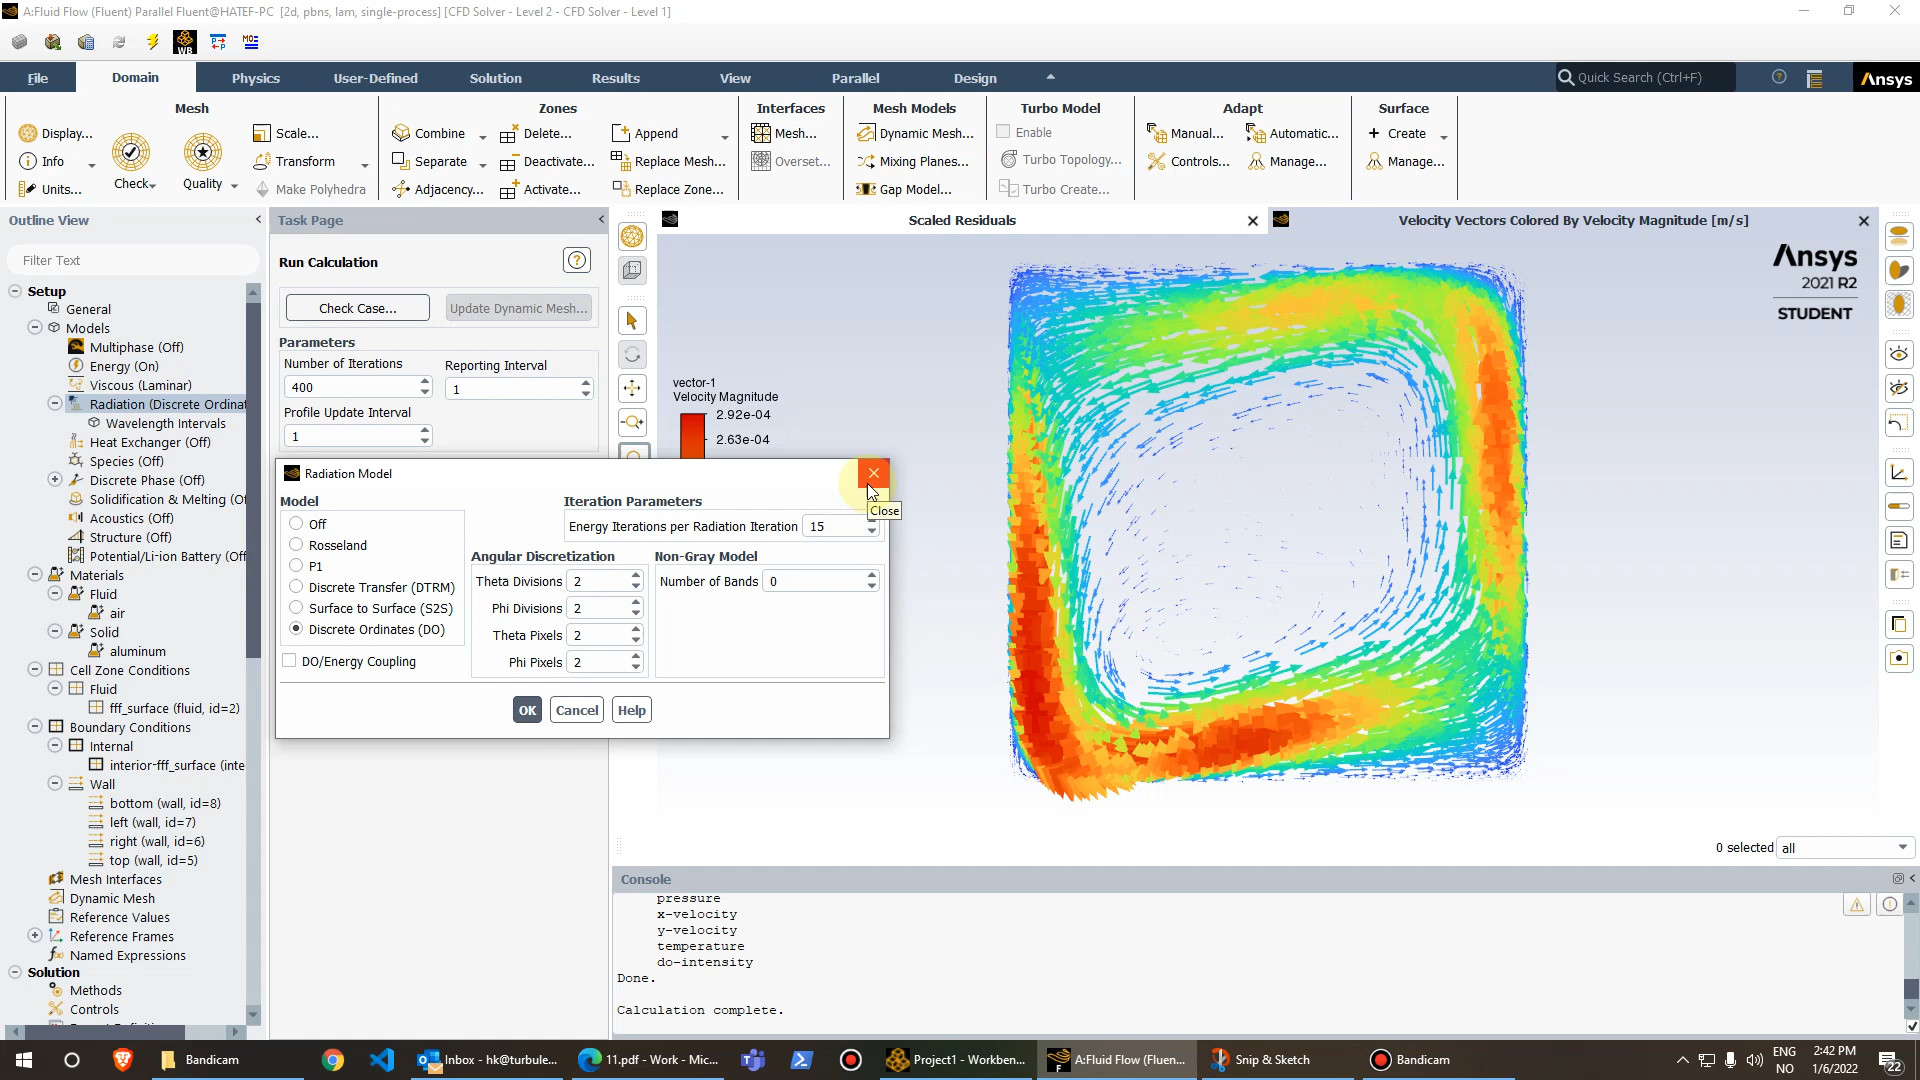 A:Fluid Flow (Fluent) Parallel Fluent@HATEF-PC [2d, pbns, lam, single-process] [CFD Solver - Level 2 - CFD Solver - Level 1]
WB
File
Domain
Physics
User-Defined
Solution
Results
View
Parallel
Design
Quick Search (Ctrl+F)
Ansys
Mesh
Display...
Info
Units...
Check
Quality
Scale...
Transform
Make Polyhedra
Zones
Combine
Separate
Adjacency...
Delete...
Deactivate...
Activate...
Append
Replace Mesh...
Replace Zone...
Interfaces
Mesh...
Overset...
Mesh Models
Dynamic Mesh...
Mixing Planes...
Gap Model...
Turbo Model
Enable
Turbo Topology...
Turbo Create...
Adapt
Manual...
Controls...
Automatic...
Manage...
Surface
Create
Manage...
Outline View
Filter Text
Setup
General
Models
Multiphase (Off)
Energy (On)
Viscous (Laminar)
Radiation (Discrete Ordinat
Wavelength Intervals
Heat Exchanger (Off)
Species (Off)
Discrete Phase (Off)
Solidification & Melting (Of
Acoustics (Off)
Structure (Off)
Potential/Li-ion Battery (Off
Materials
Fluid
air
Solid
aluminum
Cell Zone Conditions
Fluid
fff_surface (fluid, id=2)
Boundary Conditions
Internal
interior-fff_surface (inte
Wall
bottom (wall, id=8)
left (wall, id=7)
right (wall, id=6)
top (wall, id=5)
Mesh Interfaces
Dynamic Mesh
Reference Values
Reference Frames
Named Expressions
Solution
Methods
Controls
Task Page
Run Calculation
Check Case...
Update Dynamic Mesh...
Parameters
Number of Iterations
400
Reporting Interval
1
Profile Update Interval
1
Radiation Model
Close
Model
Off
Rosseland
P1
Discrete Transfer (DTRM)
Surface to Surface (S2S)
Discrete Ordinates (DO)
DO/Energy Coupling
Iteration Parameters
Energy Iterations per Radiation Iteration 15
Angular Discretization
Theta Divisions 2
Phi Divisions 2
Theta Pixels 2
Phi Pixels 2
Non-Gray Model
Number of Bands 0
OK
Cancel
Help
Scaled Residuals
Velocity Vectors Colored By Velocity Magnitude [m/s]
Ansys
2021 R2
STUDENT
vector-1
Velocity Magnitude
2.92e-04
2.63e-04
0 selected all
Console
pressure
x-velocity
y-velocity
temperature
do-intensity
Done.
Calculation complete.
Bandicam
Inbox - hk@turbule...
11.pdf - Work - Mic...
Project1 - Workben...
A:Fluid Flow (Fluen...
Snip & Sketch
Bandicam
ENG
NO
2:42 PM
1/6/2022
22